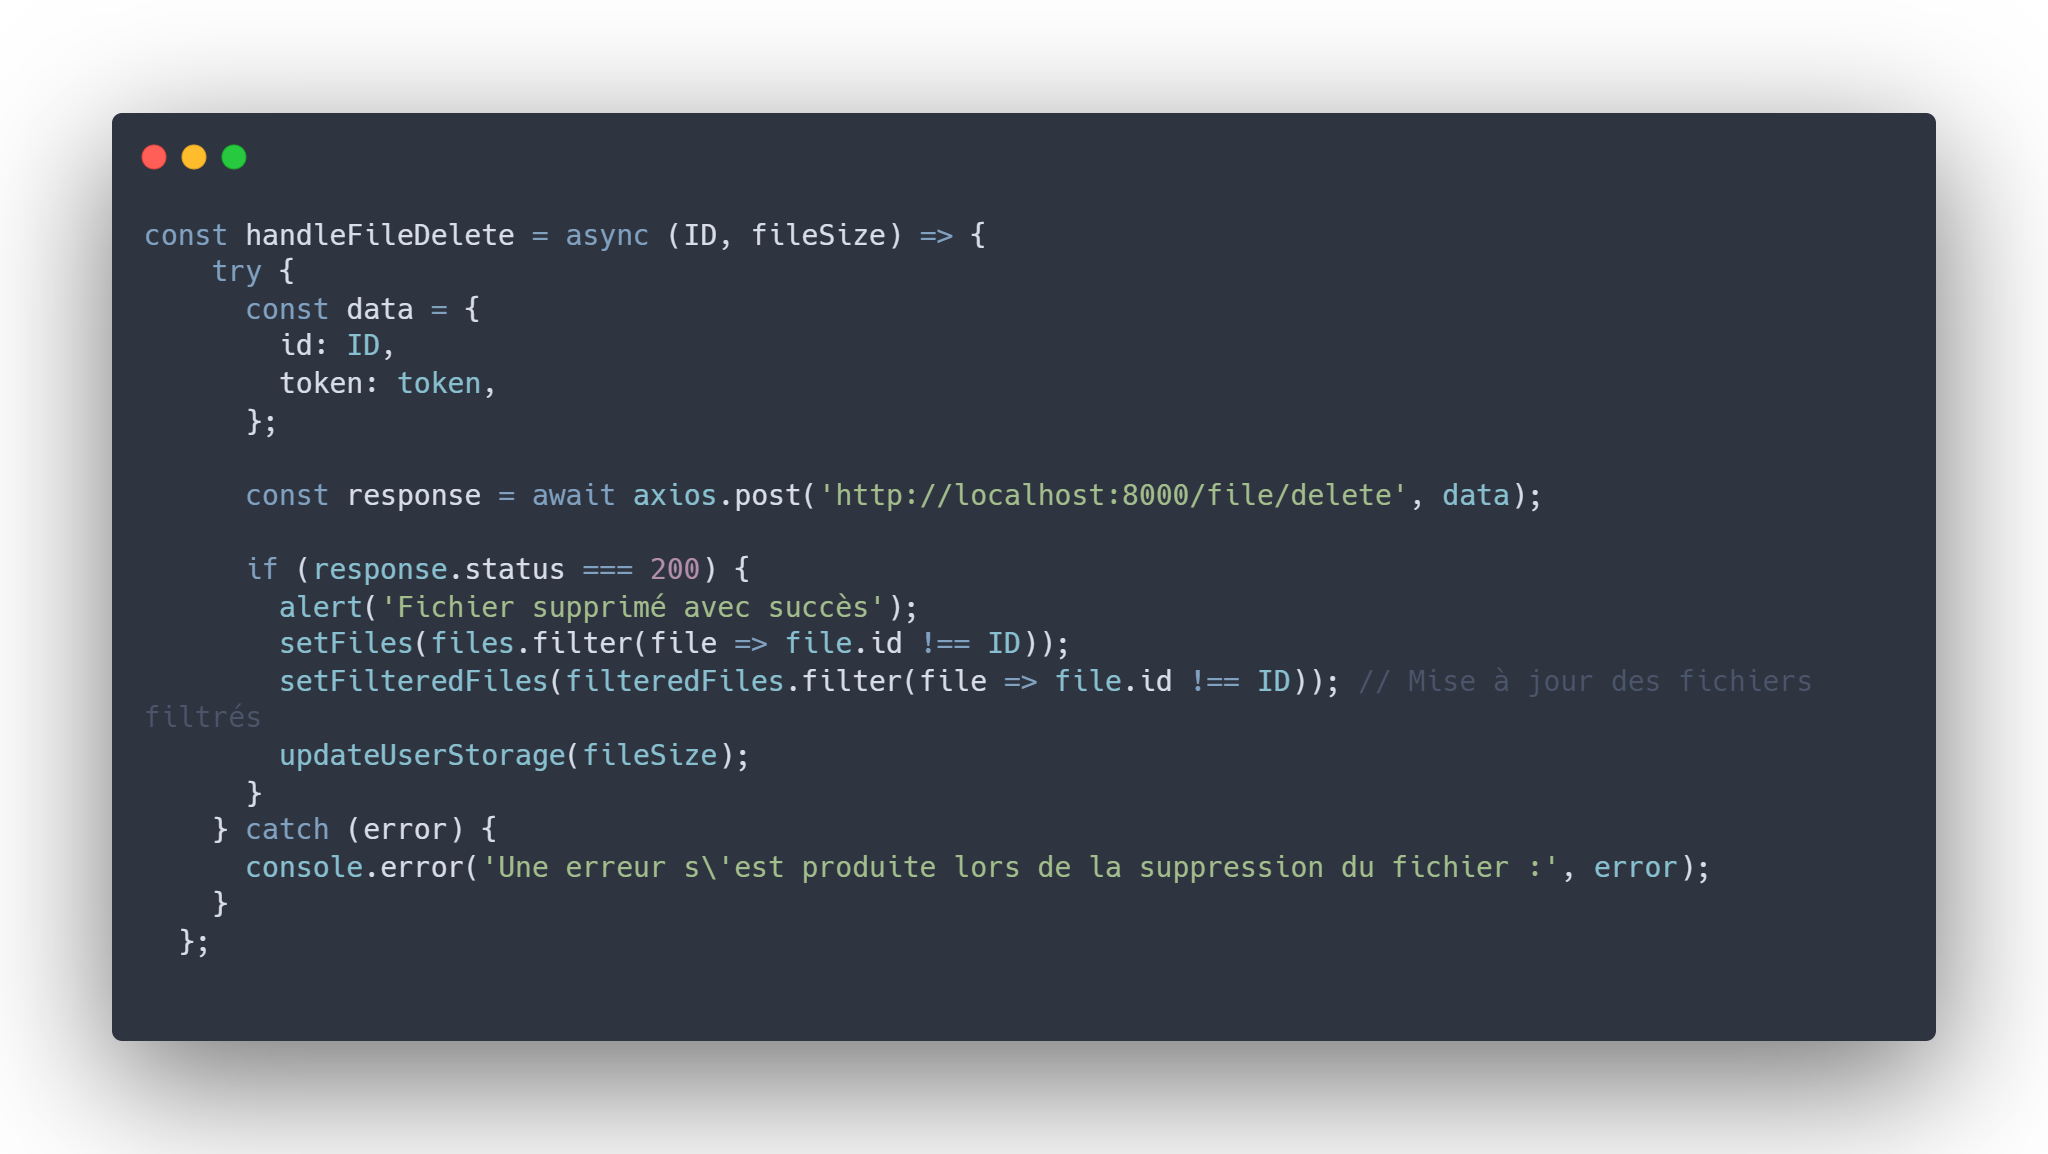 const handleFileDelete = async (ID, fileSize) => {
    try {
      const data = {
        id: ID,
        token: token,
      };

      const response = await axios.post('http://localhost:8000/file/delete', data);

      if (response.status === 200) {
        alert('Fichier supprimé avec succès');
        setFiles(files.filter(file => file.id !== ID));
        setFilteredFiles(filteredFiles.filter(file => file.id !== ID)); // Mise à jour des fichiers
filtrés
        updateUserStorage(fileSize);
      }
    } catch (error) {
      console.error('Une erreur s\'est produite lors de la suppression du fichier :', error);
    }
  };